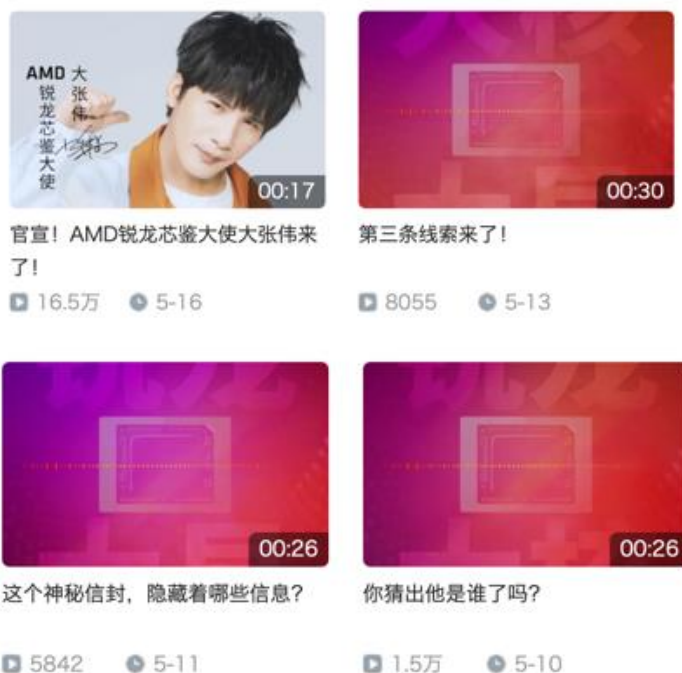 AMD 大张伟
锐龙芯鉴大使
00:17
00:30
官宣！AMD锐龙芯鉴大使大张伟来
了！
第三条线索来了！
16.5万 5-16
8055 5-13
00:26
00:26
这个神秘信封，隐藏着哪些信息？
你猜出他是谁了吗？
5842 5-11
1.5万 5-10